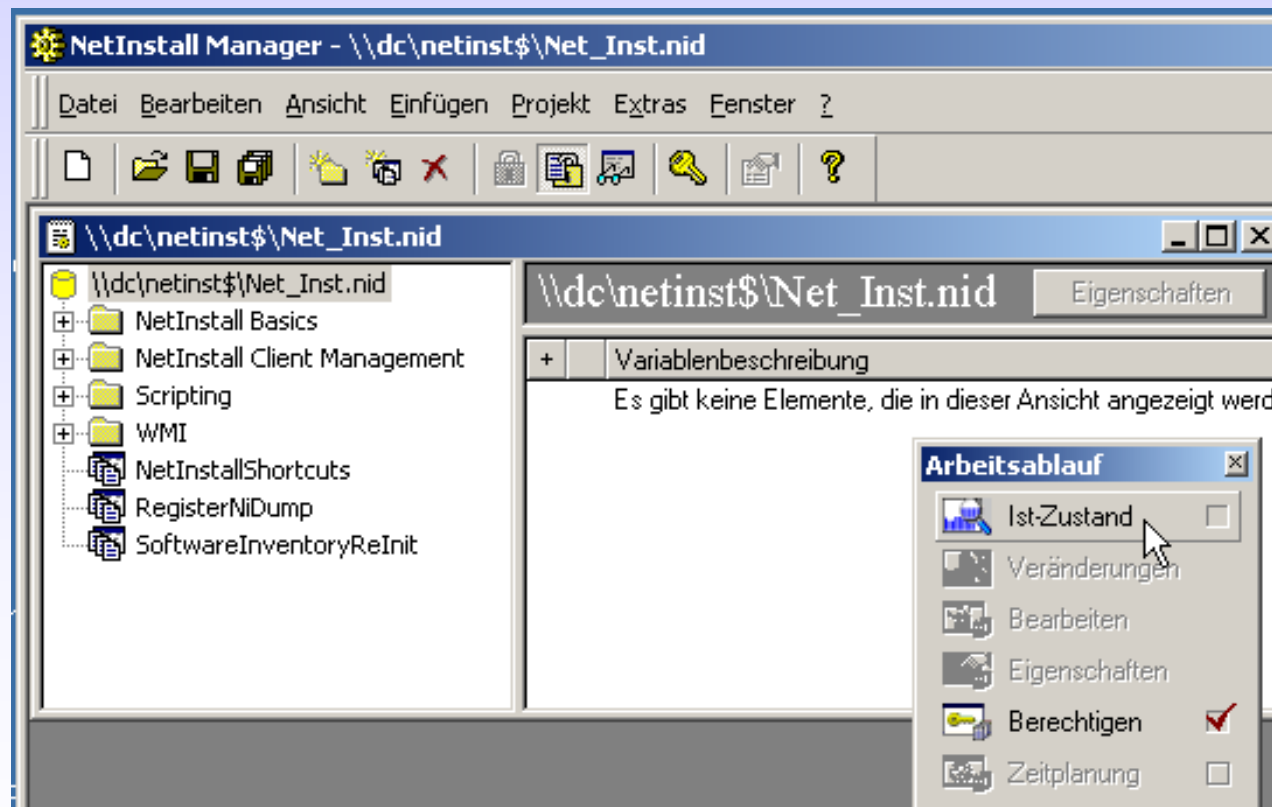 NetInstall Manager - \\dc\netinst$\Net_Inst.nid
Datei Bearbeiten Ansicht Einfügen Projekt Extras Fenster ?
\\dc\netinst$\Net_Inst.nid
\\dc\netinst$\Net_Inst.nid
NetInstall Basics
NetInstall Client Management
Scripting
WMI
NetInstallShortcuts
RegisterNiDump
SoftwareInventoryReInit
\\dc\netinst$\Net_Inst.nid Eigenschaften
+ Variablenbeschreibung
Es gibt keine Elemente, die in dieser Ansicht angezeigt werd
Arbeitsablauf
Ist-Zustand
Veränderungen
Bearbeiten
Eigenschaften
Berechtigen
Zeitplanung